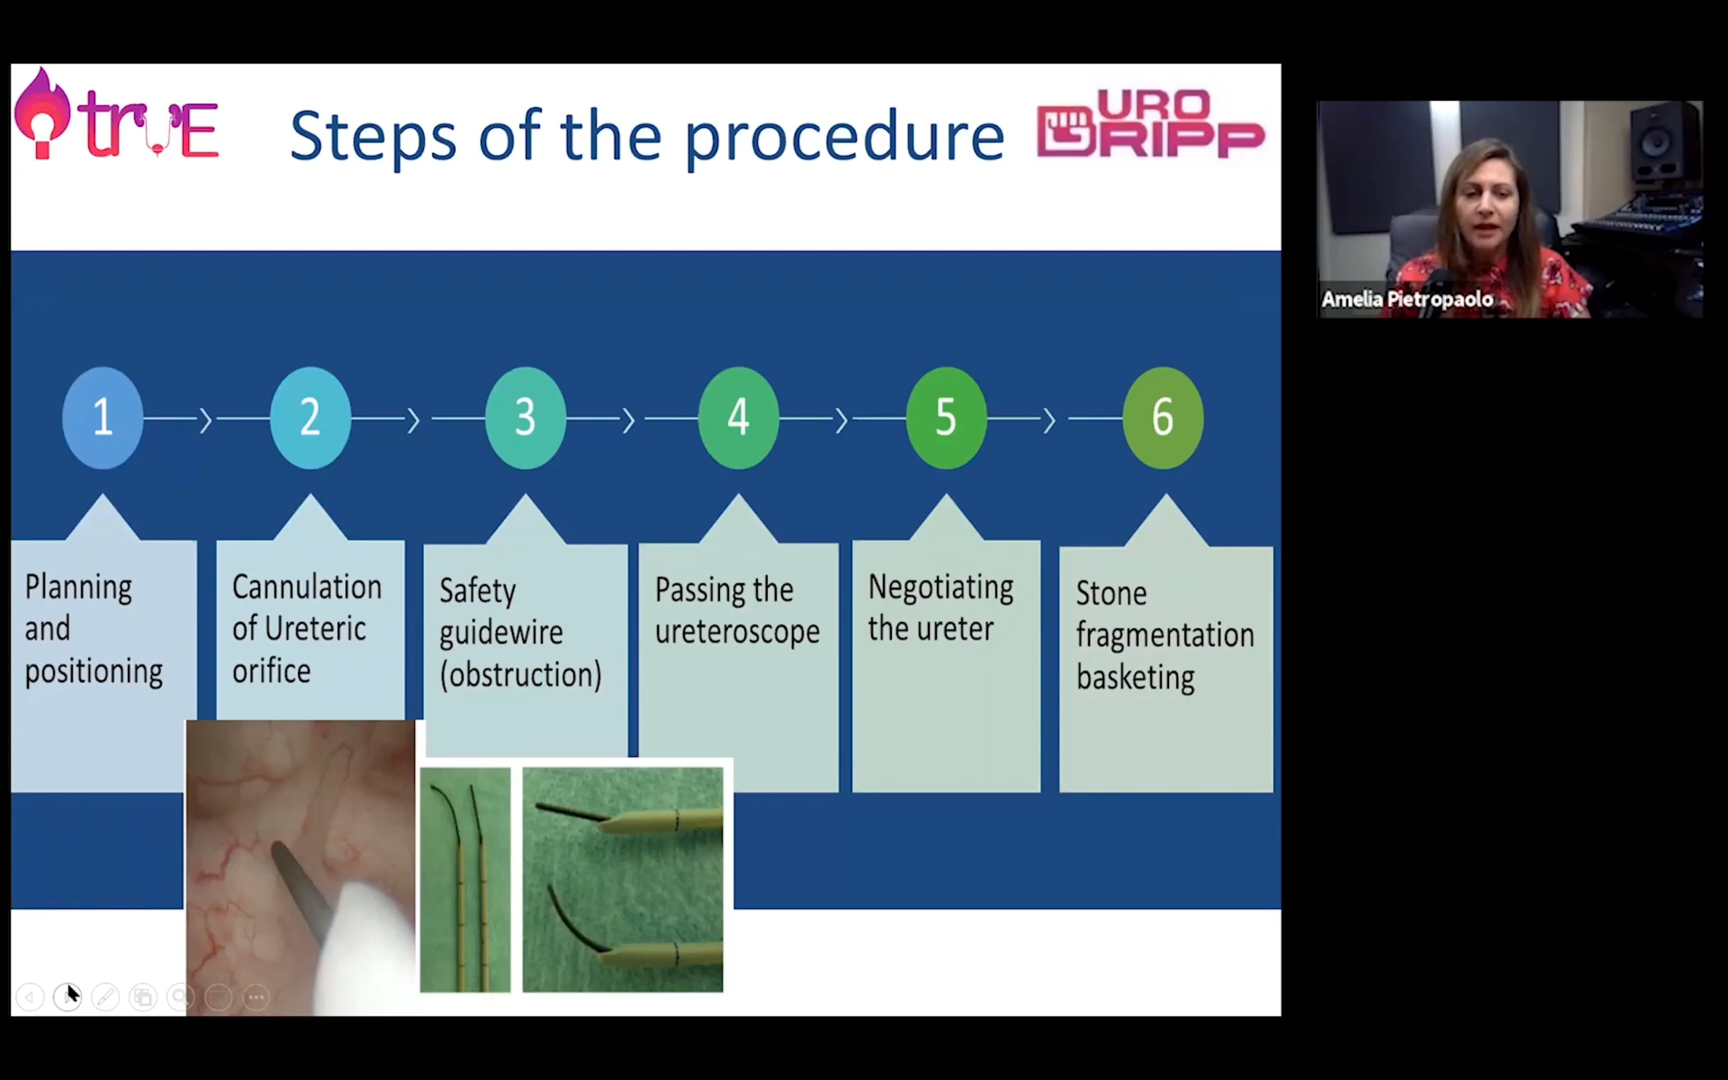 truE
Steps of the procedure
URO
GRIPP
Amelia Pietropaolo
1
2
3
4
5
6
Planning
and
positioning
Cannulation
of Ureteric
orifice
Safety
guidewire
(obstruction)
Passing the
ureteroscope
Negotiating
the ureter
Stone
fragmentation
basketing